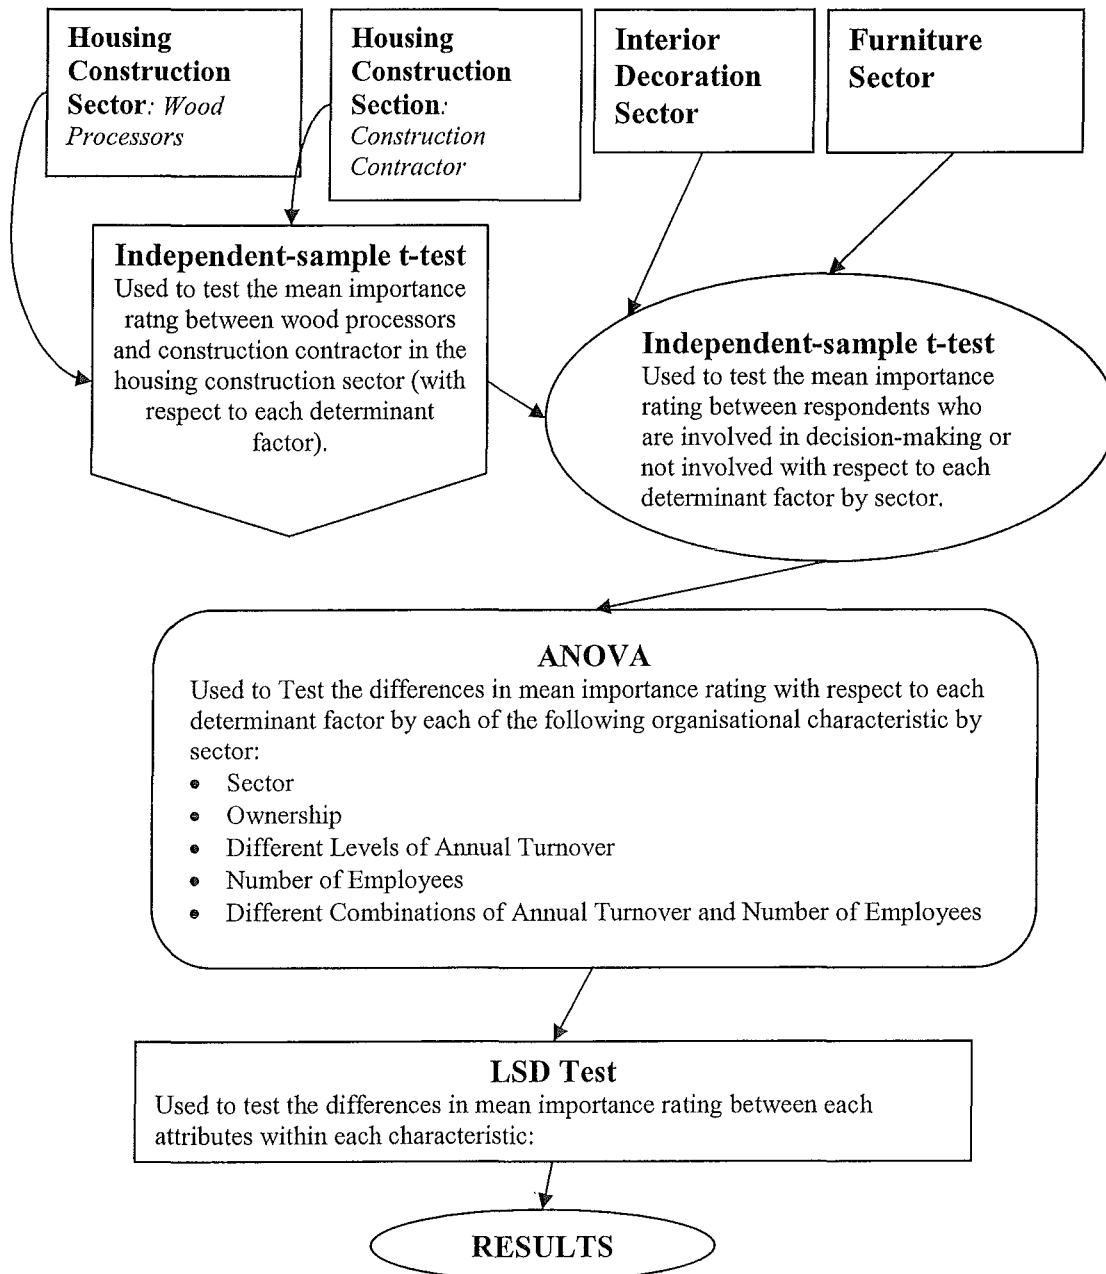 Housing
Construction
Sector: Wood
Processors
Housing
Construction
Section:
Construction
Contractor
Interior
Decoration
Sector
Furniture
Sector
Independent-sample t-test
Used to test the mean importance
ratng between wood processors
and construction contractor in the
housing construction sector (with
respect to each determinant
factor).
Independent-sample t-test
Used to test the mean importance
rating between respondents who
are involved in decision-making or
not involved with respect to each
determinant factor by sector.
ANOVA
Used to Test the differences in mean importance rating with respect to each
determinant factor by each of the following organisational characteristic by
sector:
• Sector
• Ownership
• Different Levels of Annual Turnover
• Number of Employees
• Different Combinations of Annual Turnover and Number of Employees
LSD Test
Used to test the differences in mean importance rating between each
attributes within each characteristic:
RESULTS